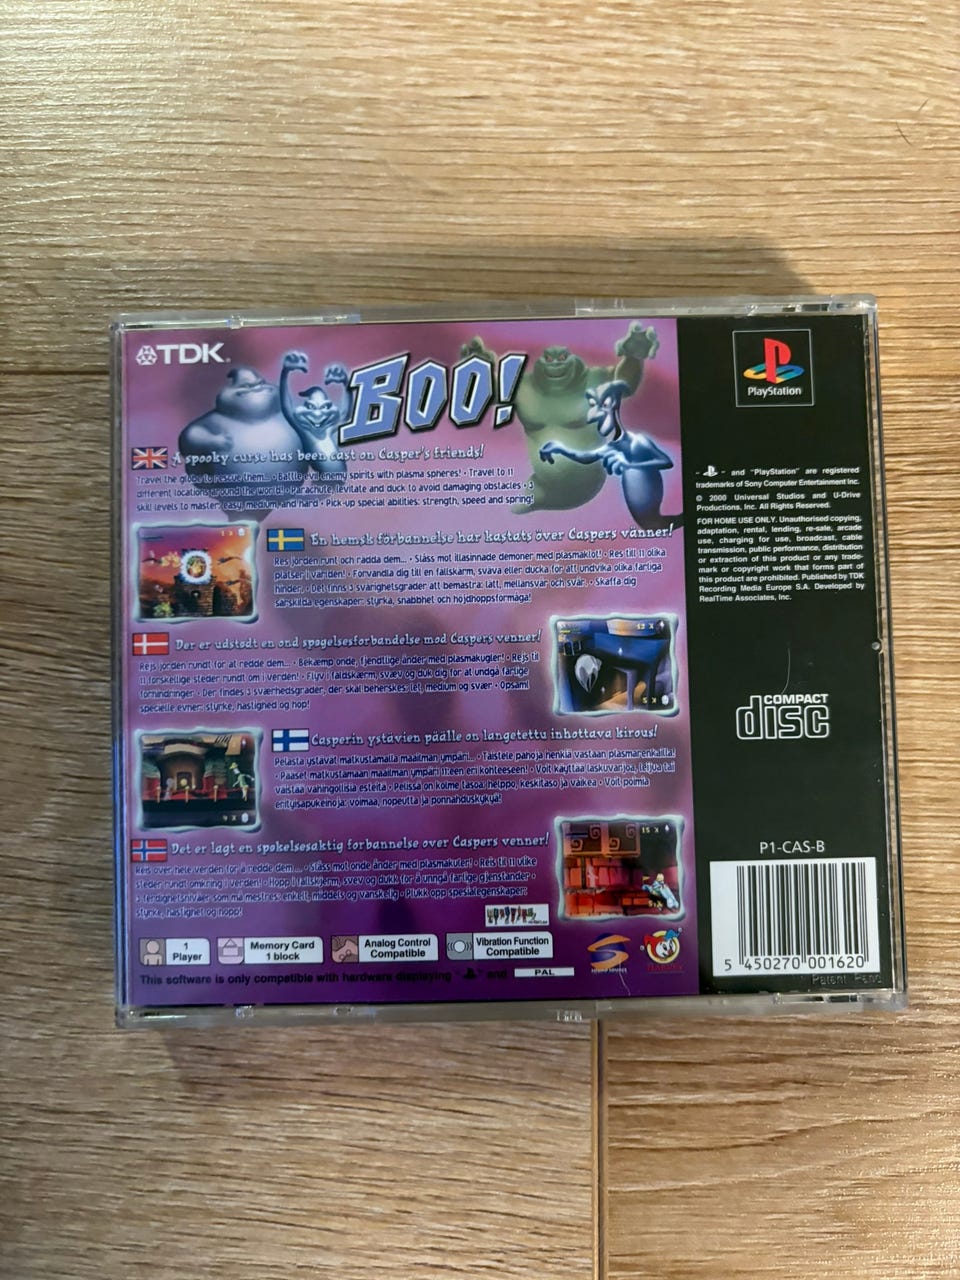 TDK®
BOO!
A spooky curse has been cast on Casper's friends!
Travel the globe to rescue them... • Battle evil enemy spirits with plasma spheres! • Travel to 11
different locations around the world! • Parachute, levitate and duck to avoid damaging obstacles • 3
skill levels to master: easy, medium, and hard • Pick-up special abilities: strength, speed and spring!
En hemsk förbannelse har kastats över Caspers vänner!
Res jorden runt och rädda dem... • Slåss mot illasinnade demoner med plasmaklot! • Res till 11 olika
platser i världen! • Förvandla dig till en fallskärm, sväva eller ducka för att undvika olika farliga
hinder. • Det finns 3 svårighetsgrader att bemästra: lätt, mellansvår och svår. • Skaffa dig
särskilda egenskaper: styrka, snabbhet och höjdhoppsförmåga!
Der er udstødt en ond spøgelsesforbandelse mod Caspers venner!
Rejs jorden rundt for at redde dem... • Bekæmp onde, fjendtlige ånder med plasmakugler! • Rejs til
11 forskellige steder rundt om i verden! • Flyv i faldskærm, svæv og duk dig for at undgå farlige
forhindringer • Der findes 3 sværhedsgrader, der skal beherskes: let, medium og svær • Opsaml
specielle evner: styrke, hastighed og hop!
Casperin ystävien päälle on langetettu inhottava kirous!
Pelasta ystävät matkustamalla maailman ympäri... • Taistele pahoja henkiä vastaan plasmarenkailla!
• Pääset matkustamaan maailman ympäri 11:een eri kohteeseen! • Voit käyttää laskuvarjoa, leijua tai
väistää vahingollisia esteitä • Pelissä on kolme tasoa: helppo, keskitaso ja vaikea • Voit poimia
erityisapukeinoja: voimaa, nopeutta ja ponnahduskykyä!
Det er lagt en spøkelsesaktig forbannelse over Caspers venner!
Reis over hele verden for å redde dem... • Slåss mot onde ånder med plasmakuler! • Reis til 11 ulike
steder rundt omkring i verden! • Hopp i fallskjerm, svev og dukk for å unngå farlige gjenstander •
3 ferdighetsnivåer som må mestres: enkelt, middels og vanskelig • Plukk opp spesialegenskaper:
styrke, hastighet og hopp!
1
Player
Memory Card
1 block
Analog Control
Compatible
Vibration Function
Compatible
HARVEY
This software is only compatible with hardware displaying and PAL
PlayStation
- and "PlayStation" are registered
trademarks of Sony Computer Entertainment Inc.
© 2000 Universal Studios and U-Drive
Productions, Inc. All Rights Reserved.
FOR HOME USE ONLY. Unauthorised copying,
adaptation, rental, lending, re-sale, arcade
use, charging for use, broadcast, cable
transmission, public performance, distribution
or extraction of this product or any trade-
mark or copyright work that forms part of
this product are prohibited. Published by TDK
Recording Media Europe S.A. Developed by
RealTime Associates, Inc.
COMPACT
disc
P1-CAS-B
5 450270 001620
Patent Pend